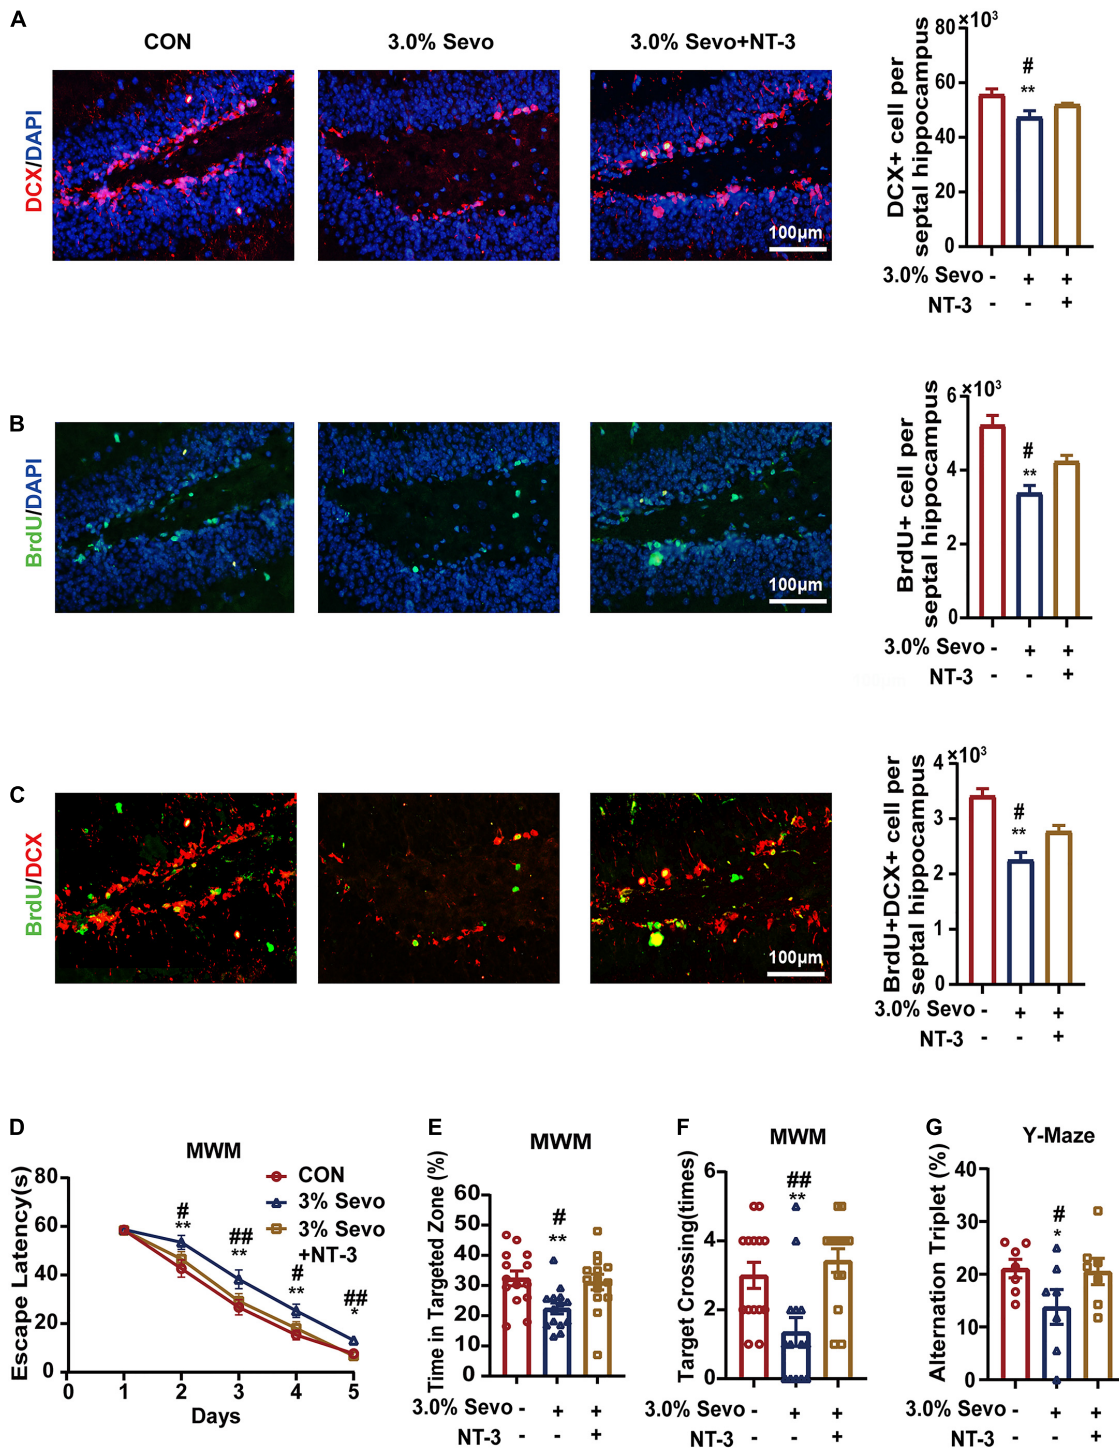 A
CON
3.0% Sevo
3.0% Sevo+NT-3
DCX/DAPI
100μm
DCX+ cell per
septal hippocampus
×10³
80
60
40
20
0
#
**
3.0% Sevo - + +
NT-3 - - +
B
BrdU/DAPI
100μm
BrdU+ cell per
septal hippocampus
×10³
6
4
2
0
#
**
3.0% Sevo - + +
NT-3 - - +
C
BrdU/DCX
100μm
BrdU+DCX+ cell per
septal hippocampus
×10³
4
3
2
1
0
#
**
3.0% Sevo - + +
NT-3 - - +
D
MWM
Escape Latency(s)
80
60
40
20
0
0 1 2 3 4 5
Days
CON
3% Sevo
3% Sevo
+NT-3
#
**
##
**
#
**
##
*
E
MWM
Time in Targeted Zone (%)
60
50
40
30
20
10
0
#
**
3.0% Sevo - + +
NT-3 - - +
F
MWM
Target Crossing(times)
6
4
2
0
##
**
3.0% Sevo - + +
NT-3 - - +
G
Y-Maze
Alternation Triplet (%)
40
30
20
10
0
#
*
3.0% Sevo - + +
NT-3 - - +